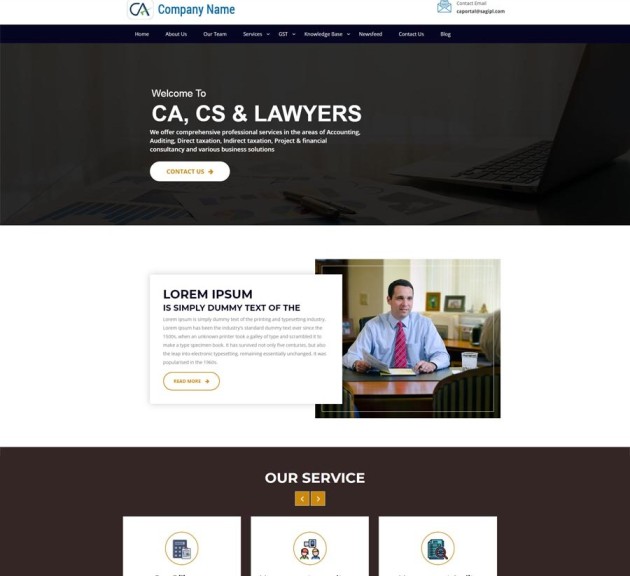 CA Company Name
Contact Email
caportal@sagipl.com
Home About Us Our Team Services GST Knowledge Base Newsfeed Contact Us Blog
Welcome To
CA, CS & LAWYERS
We offer comprehensive professional services in the areas of Accounting,
Auditing, Direct taxation, Indirect taxation, Project & financial
consultancy and various business solutions
CONTACT US
LOREM IPSUM
IS SIMPLY DUMMY TEXT OF THE
Lorem Ipsum is simply dummy text of the printing and typesetting industry.
Lorem Ipsum has been the industry's standard dummy text ever since the
1500s, when an unknown printer took a galley of type and scrambled it to
make a type specimen book. It has survived not only five centuries, but also
the leap into electronic typesetting, remaining essentially unchanged. It was
popularised in the 1960s
READ MORE
OUR SERVICE